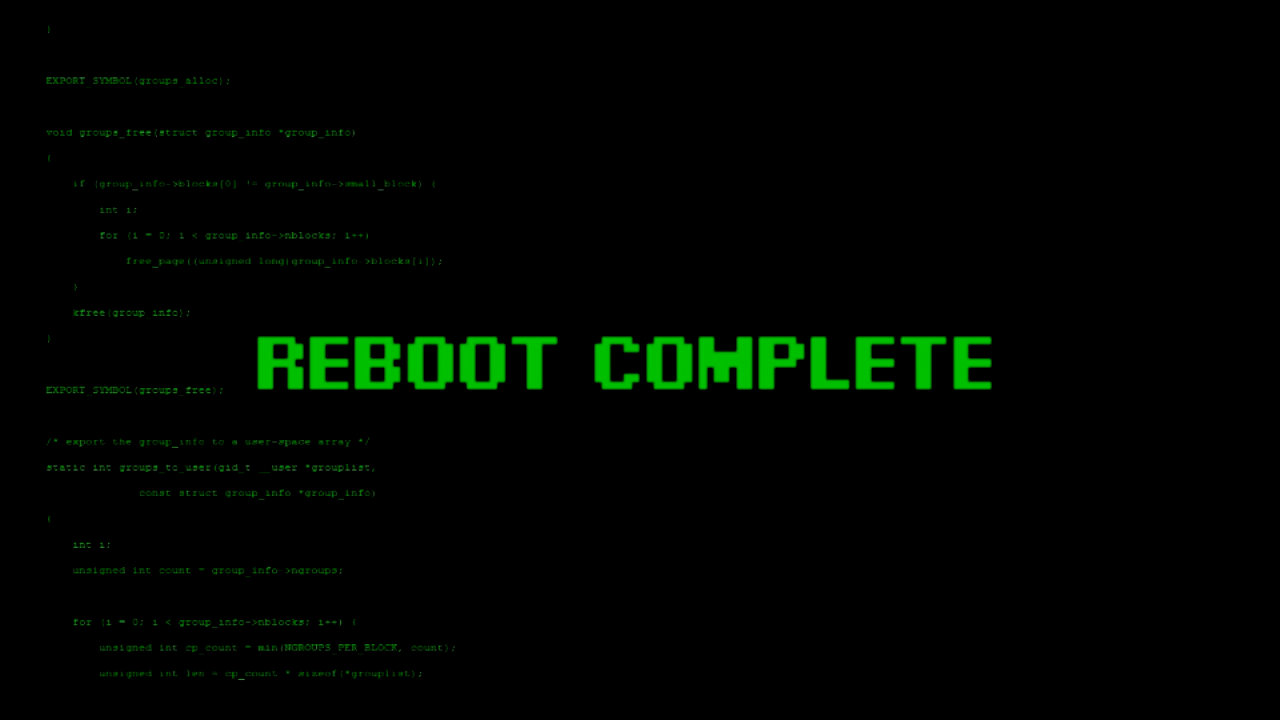 }
EXPORT_SYMBOL(groups_alloc);
void groups_free(struct group_info *group_info)
{
if (group_info->blocks[0] != group_info->small_block) {
int i;
for (i = 0; i < group_info->nblocks; i++)
free_page((unsigned long)group_info->blocks[i]);
}
kfree(group_info);
}
REBOOT COMPLETE
EXPORT_SYMBOL(groups_free);
/* export the group_info to a user-space array */
static int groups_to_user(gid_t __user *grouplist,
const struct group_info *group_info)
{
int i;
unsigned int count = group_info->ngroups;
for (i = 0; i < group_info->nblocks; i++) {
unsigned int cp_count = min(NGROUPS_PER_BLOCK, count);
unsigned int len = cp_count * sizeof(*grouplist);